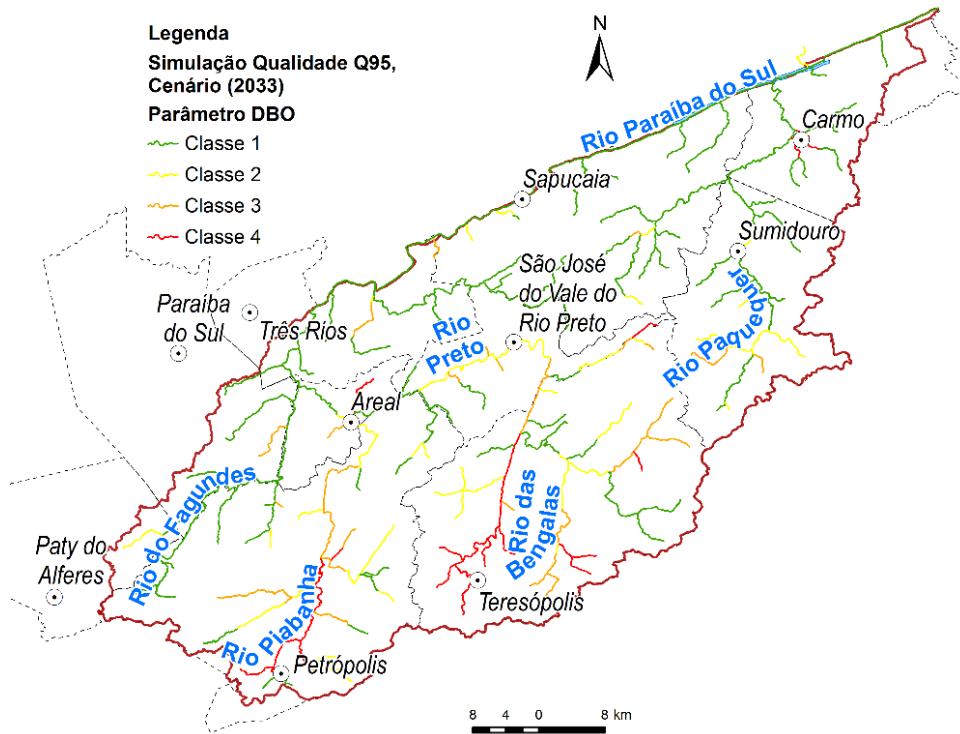 Legenda
Simulação Qualidade Q95,
Cenário (2033)
Parâmetro DBO
Classe 1
Classe 2
Classe 3
Classe 4
N
Rio Paraíba do Sul
Carmo
Sapucaia
Sumidouro
São José
do Vale do
Rio Preto
Paraíba
do Sul
Três Rios
Rio
Preto
Rio Paquequer
Areal
Rio do Fagundes
Rio das
Bengalas
Paty do
Alferes
Rio Piabanha
Teresópolis
Petrópolis
8 4 0 8 km